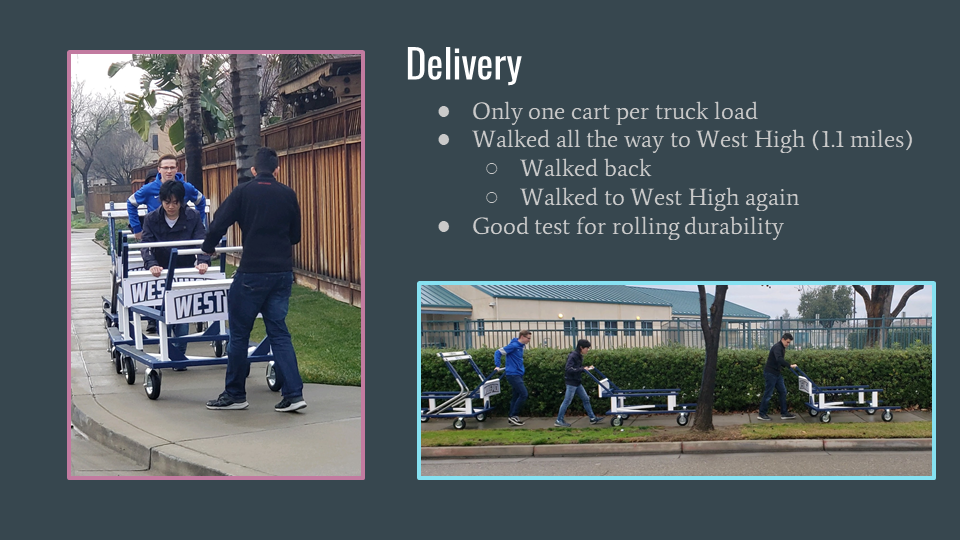 Delivery
● Only one cart per truck load
● Walked all the way to West High (1.1 miles)
○ Walked back
○ Walked to West High again
● Good test for rolling durability
WES
WEST